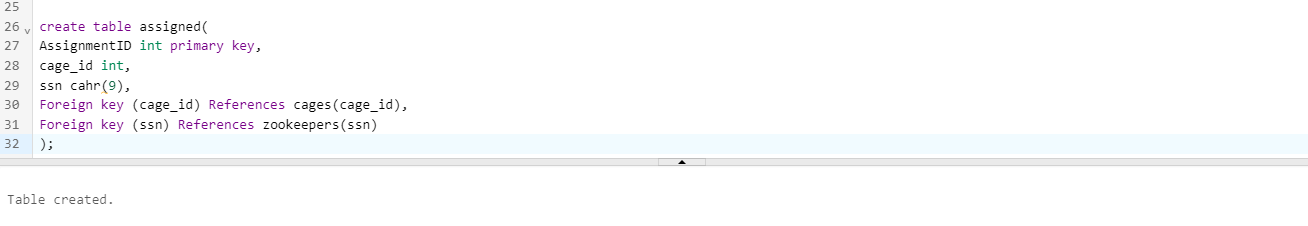 25
26 create table assigned(
27 AssignmentID int primary key,
28 cage_id int,
29 ssn cahr(9),
30 Foreign key (cage_id) References cages(cage_id),
31 Foreign key (ssn) References zookeepers(ssn)
32 );
Table created.